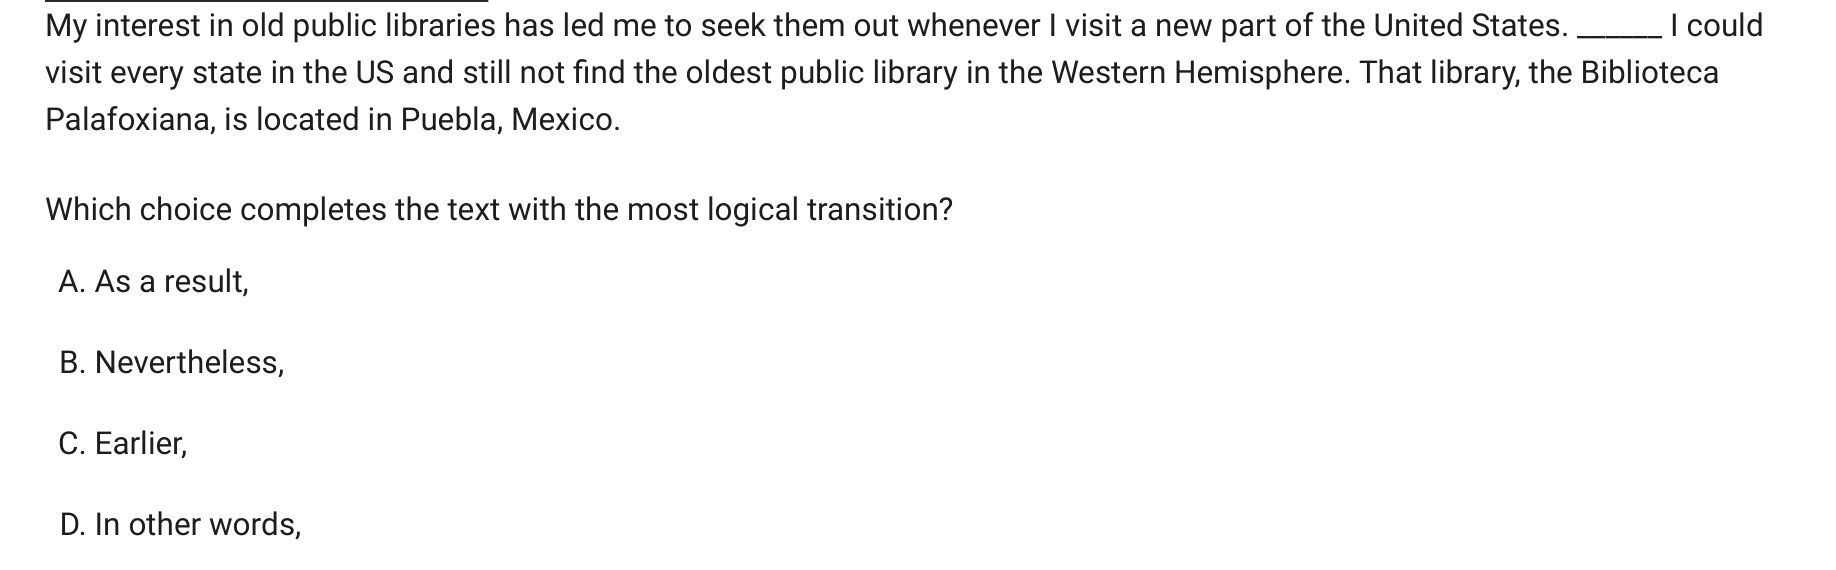 My interest in old public libraries has led me to seek them out whenever I visit a new part of the United States. ______ I could
visit every state in the US and still not find the oldest public library in the Western Hemisphere. That library, the Biblioteca
Palafoxiana, is located in Puebla, Mexico.
Which choice completes the text with the most logical transition?
A. As a result,
B. Nevertheless,
C. Earlier,
D. In other words,